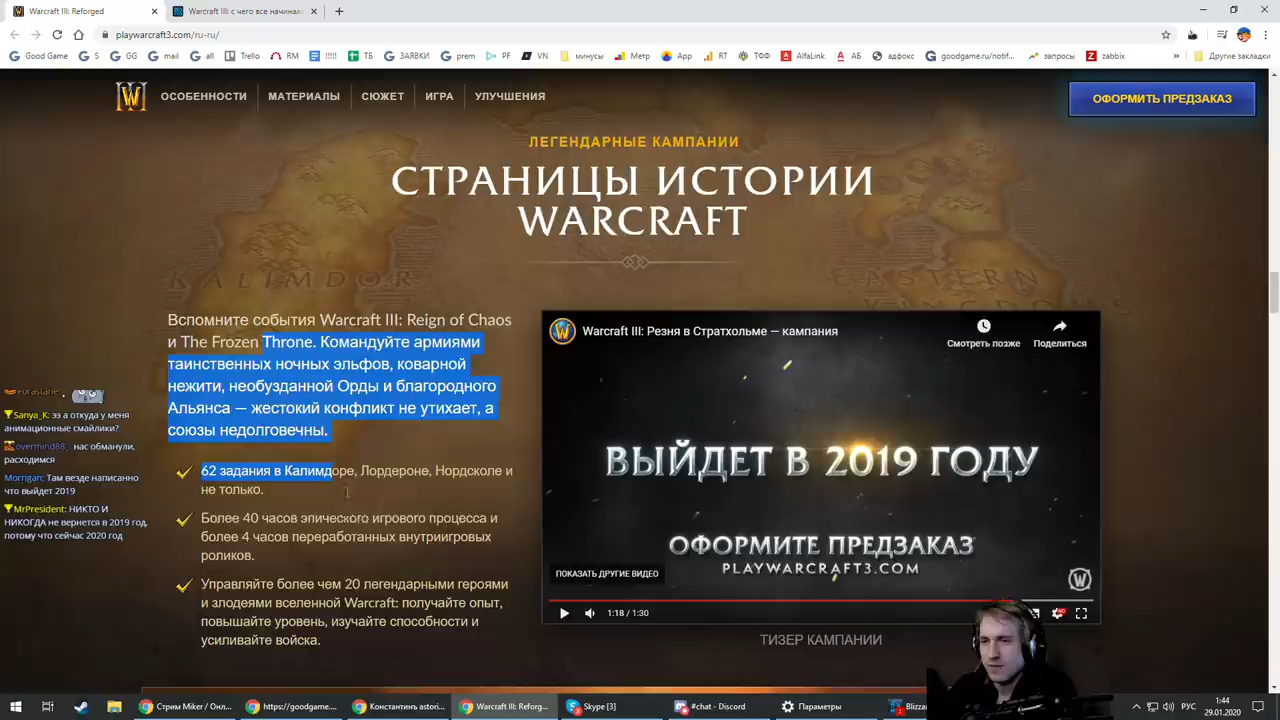 Warcraft III: Reforged
Warcraft III: с чего все начинал
playwarcraft3.com/ru-ru/
Good Game
G S
GG
mail
all
Trello
RM
!!!!
ТБ
ЗАЯВКИ
prem
PF
VN
минусы
Метр
App
RT
ТФФ
AlfaLink
АБ
адфокс
goodgame.ru/notif...
запросы
zabbix
»
Другие закладки
ОСОБЕННОСТИ
МАТЕРИАЛЫ
СЮЖЕТ
ИГРА
УЛУЧШЕНИЯ
ОФОРМИТЬ ПРЕДЗАКАЗ
ЛЕГЕНДАРНЫЕ КАМПАНИИ
СТРАНИЦЫ ИСТОРИИ
WARCRAFT
KALIMDOR
EASTERN
Вспомните события Warcraft III: Reign of Chaos
и The Frozen Throne. Командуйте армиями
таинственных ночных эльфов, коварной
нежити, необузданной Орды и благородного
Альянса — жестокий конфликт не утихает, а
союзы недолговечны.
62 задания в Калимдоре, Лордероне, Нордсколе и
не только.
Более 40 часов эпического игрового процесса и
более 4 часов переработанных внутриигровых
роликов.
Управляйте более чем 20 легендарными героями
и злодеями вселенной Warcraft: получайте опыт,
повышайте уровень, изучайте способности и
усиливайте войска.
Warcraft III: Резня в Стратхольме — кампания
Смотреть позже
Поделиться
ВЫЙДЕТ В 2019 ГОДУ
ОФОРМИТЕ ПРЕДЗАКАЗ
PLAYWARCRAFT3.COM
ПОКАЗАТЬ ДРУГИЕ ВИДЕО
1:18 / 1:30
ТИЗЕР КАМПАНИИ
Sanya_K: эз а откуда у меня
анимационные смайлики?
overmind88_: нас обманули,
расходимся
Morrigan: Там везде написанно
что выйдет 2019
MrPresident: НИКТО И
НИКОГДА не вернется в 2019 год,
потому что сейчас 2020 год
Стрим Miker / Онл...
https://goodgame...
Константинъ astori...
Warcraft III: Reforg...
Skype [3]
#chat - Discord
Параметры
Blizzar
РУС
1:44
29.01.2020